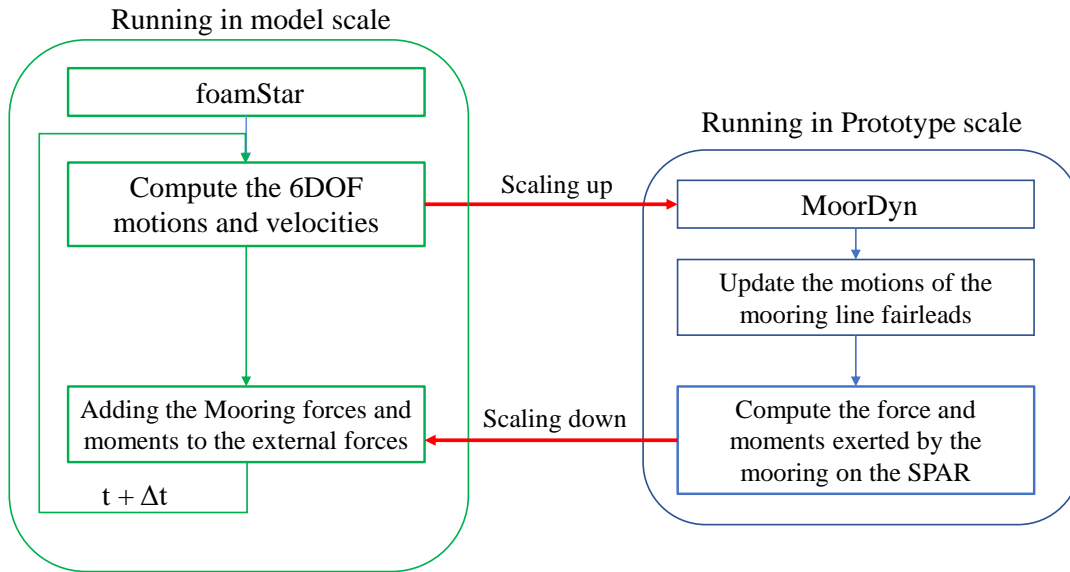 Running in model scale
foamStar
Compute the 6DOF
motions and velocities
Adding the Mooring forces and
moments to the external forces
t + Δt
Scaling up
Scaling down
Running in Prototype scale
MoorDyn
Update the motions of the
mooring line fairleads
Compute the force and
moments exerted by the
mooring on the SPAR